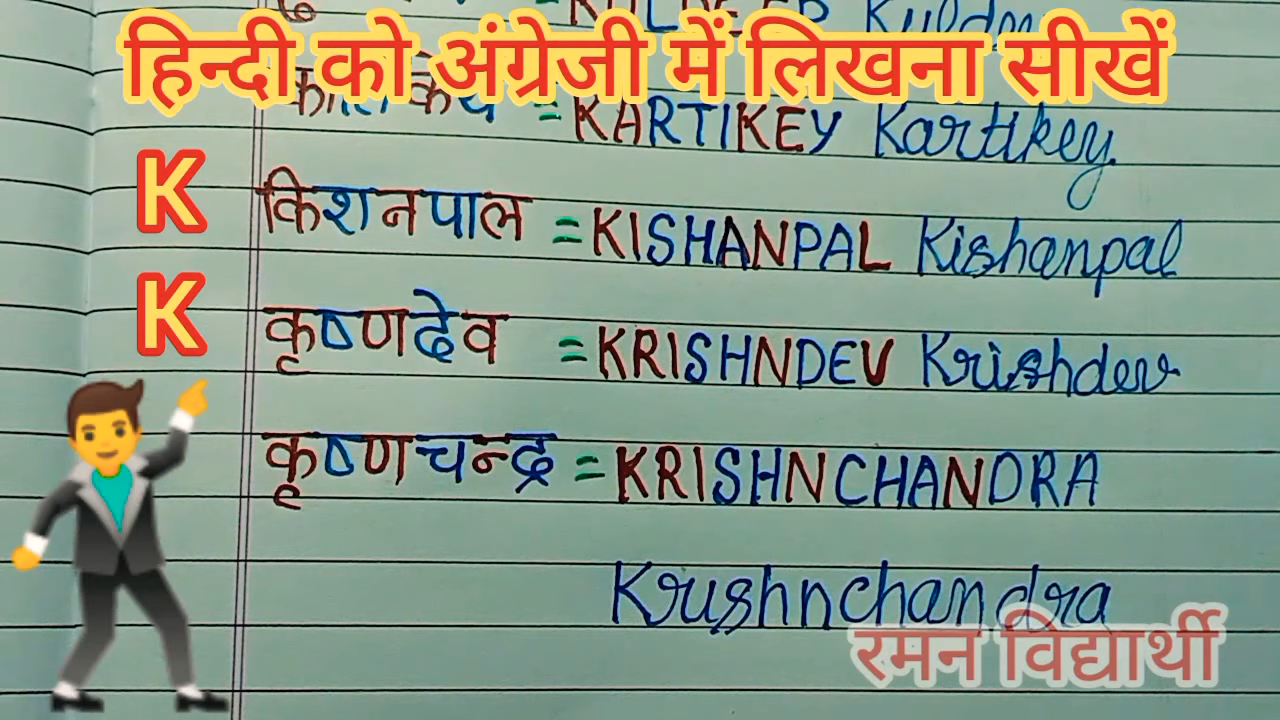 हिन्दी को अंग्रेजी में लिखना सीखें
= KARTIKEY Kartikey
K किशनपाल = KISHANPAL Kishanpal
K कृष्णदेव = KRISHNDEV Krishdev
कृष्णचन्द्र = KRISHNCHANDRA
Krushnchandra
रमन विद्यार्थी